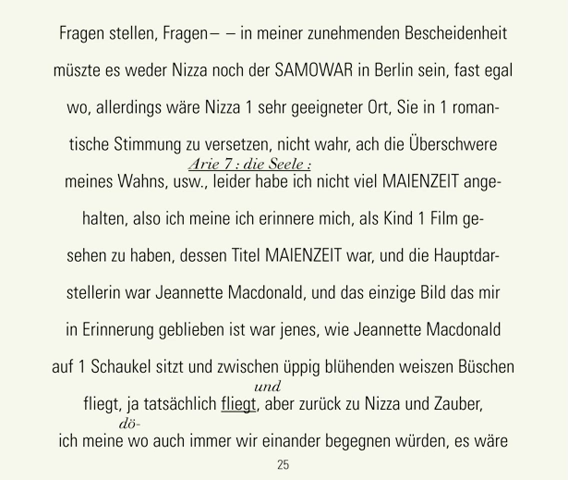 Fragen stellen, Fragen– – in meiner zunehmenden Bescheidenheit
müszte es weder Nizza noch der SAMOWAR in Berlin sein, fast egal
wo, allerdings wäre Nizza 1 sehr geeigneter Ort, Sie in 1 roman-
tische Stimmung zu versetzen, nicht wahr, ach die Überschwere
Arie 7 : die Seele :
meines Wahns, usw., leider habe ich nicht viel MAIENZEIT ange-
halten, also ich meine ich erinnere mich, als Kind 1 Film ge-
sehen zu haben, dessen Titel MAIENZEIT war, und die Hauptdar-
stellerin war Jeannette Macdonald, und das einzige Bild das mir
in Erinnerung geblieben ist war jenes, wie Jeannette Macdonald
auf 1 Schaukel sitzt und zwischen üppig blühenden weiszen Büschen
und
fliegt, ja tatsächlich fliegt, aber zurück zu Nizza und Zauber,
dö-
ich meine wo auch immer wir einander begegnen würden, es wäre
25